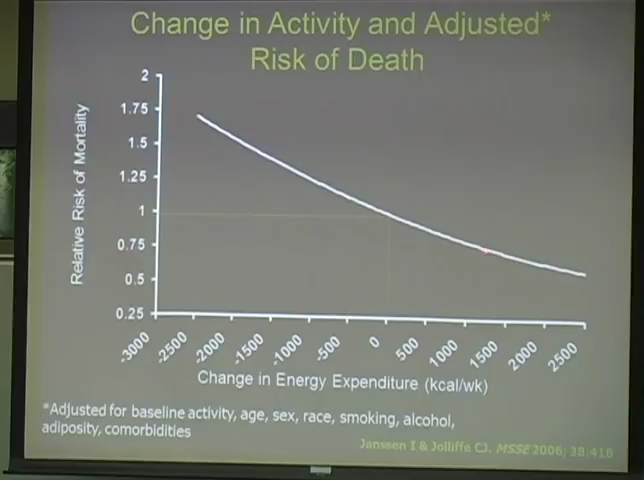 Change in Activity and Adjusted*
Risk of Death
Relative Risk of Mortality
2
1.75
1.5
1.25
1
0.75
0.5
0.25
-3000
-2500
-2000
-1500
-1000
-500
0
500
1000
1500
2000
2500
Change in Energy Expenditure (kcal/wk)
*Adjusted for baseline activity, age, sex, race, smoking, alcohol,
adiposity, comorbidities
Janssen I & Jolliffe CJ. MSSE 2006; 38:418